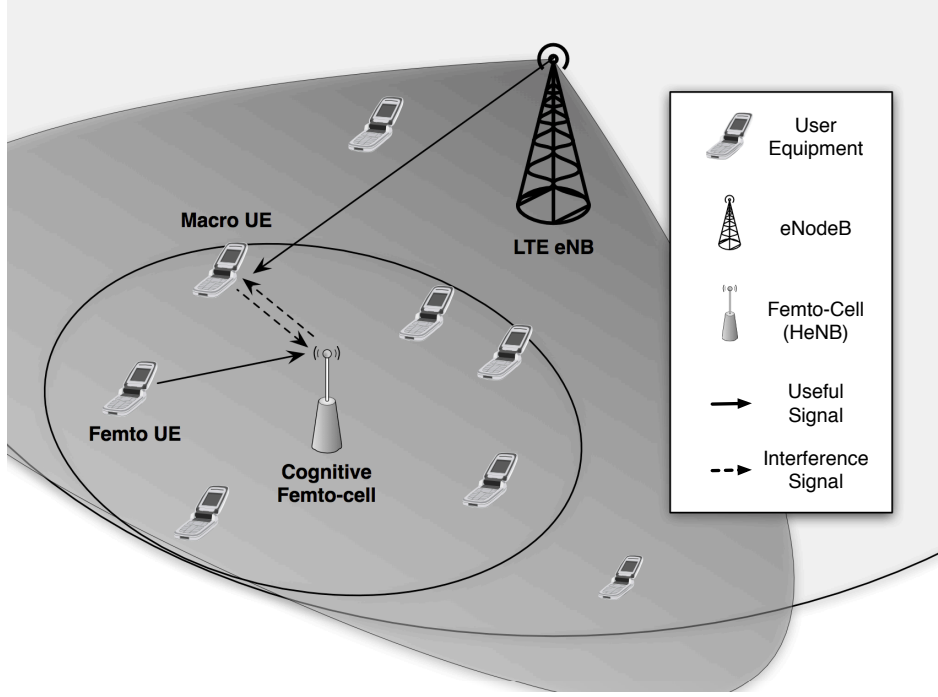 Macro UE
LTE eNB
Femto UE
Cognitive
Femto-cell
User
Equipment
eNodeB
Femto-Cell
(HeNB)
Useful
Signal
Interference
Signal